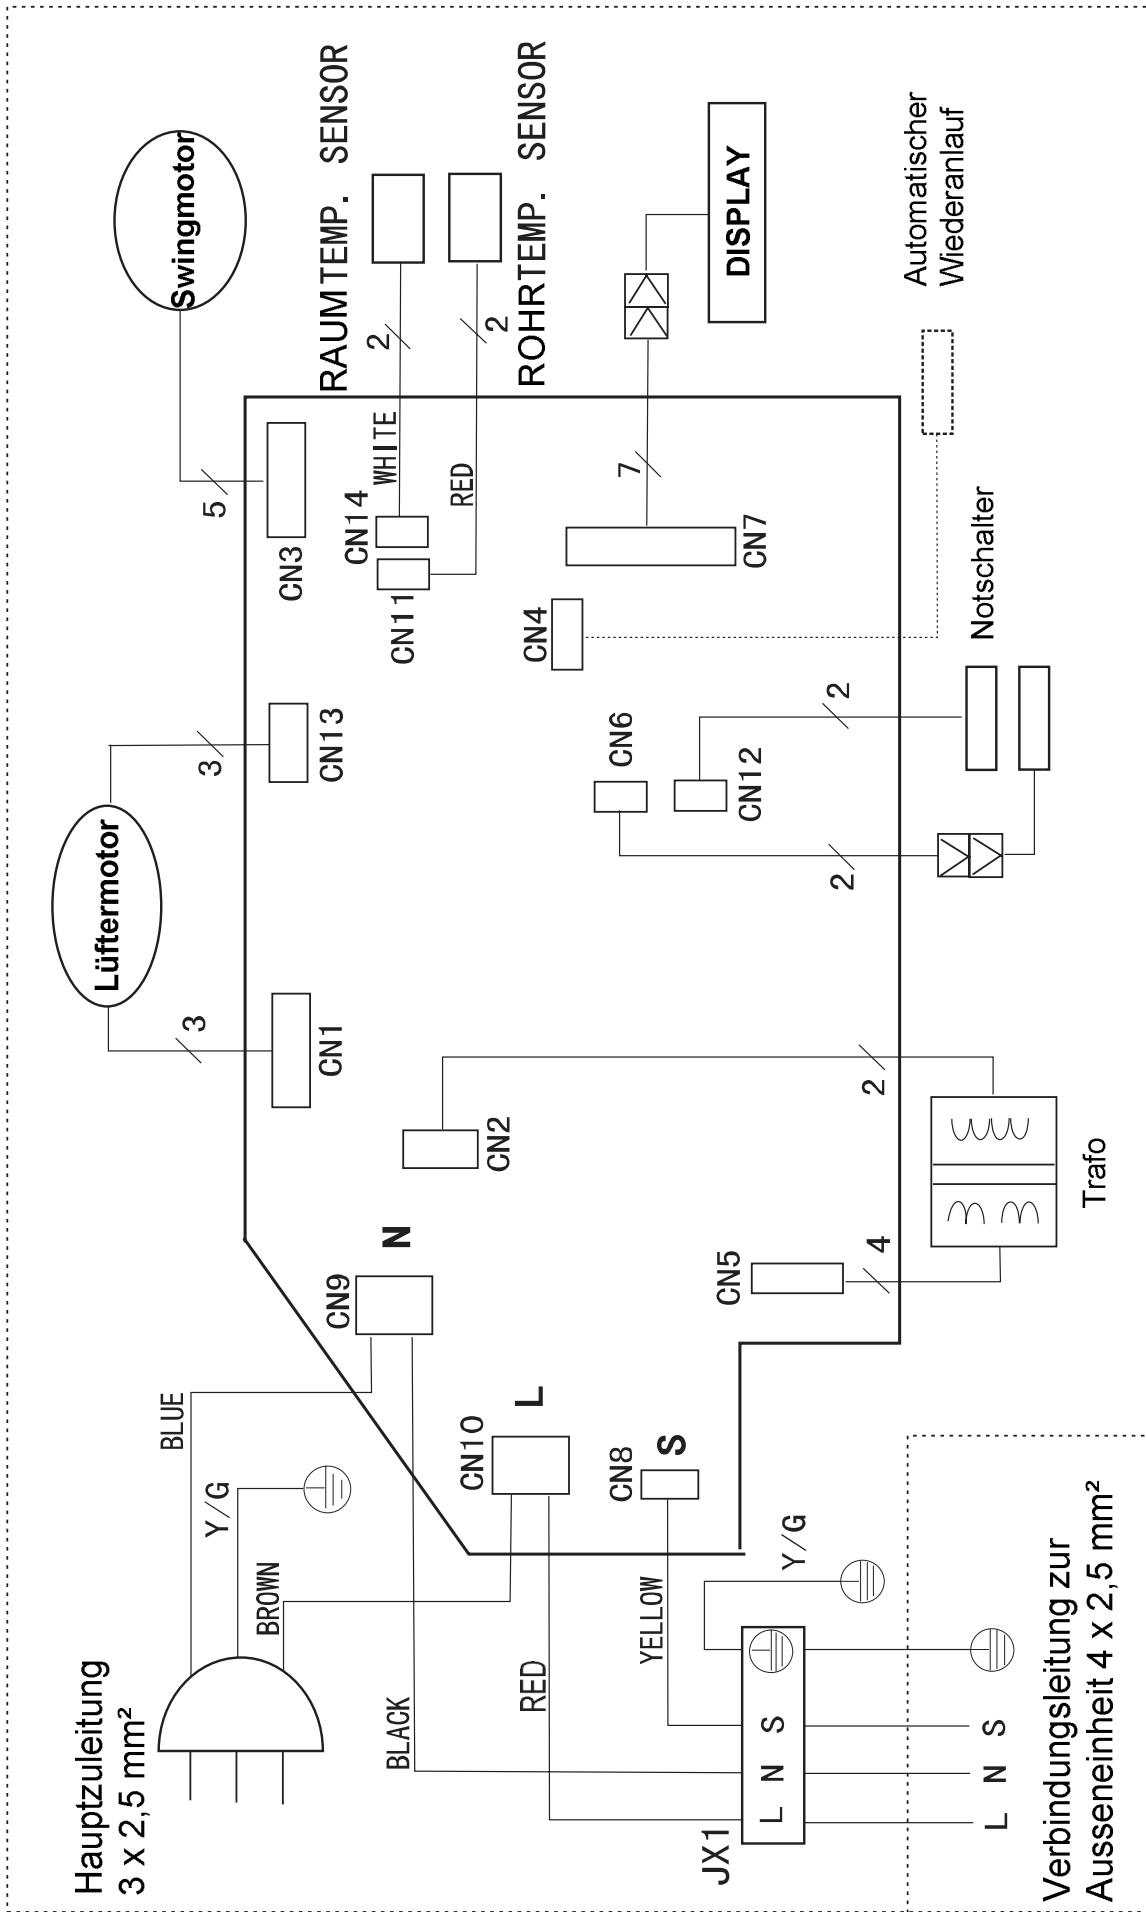 Hauptzuleitung
3 x 2,5 mm²
BLUE
Y/G
BROWN
BLACK
RED
YELLOW
Y/G
CN9
N
CN10
L
CN8
S
JX1
L N S
L N S
Verbindungsleitung zur
Ausseneinheit 4 x 2,5 mm²
Lüftermotor
3
CN1
3
CN13
CN2
2
CN5
4
Trafo
Swingmotor
5
CN3
CN14
WHITE
2
RAUMTEMP. SENSOR
CN11
RED
2
ROHRTEMP. SENSOR
CN4
CN7
7
DISPLAY
CN6
2
CN12
2
Notschalter
Automatischer
Wiederanlauf